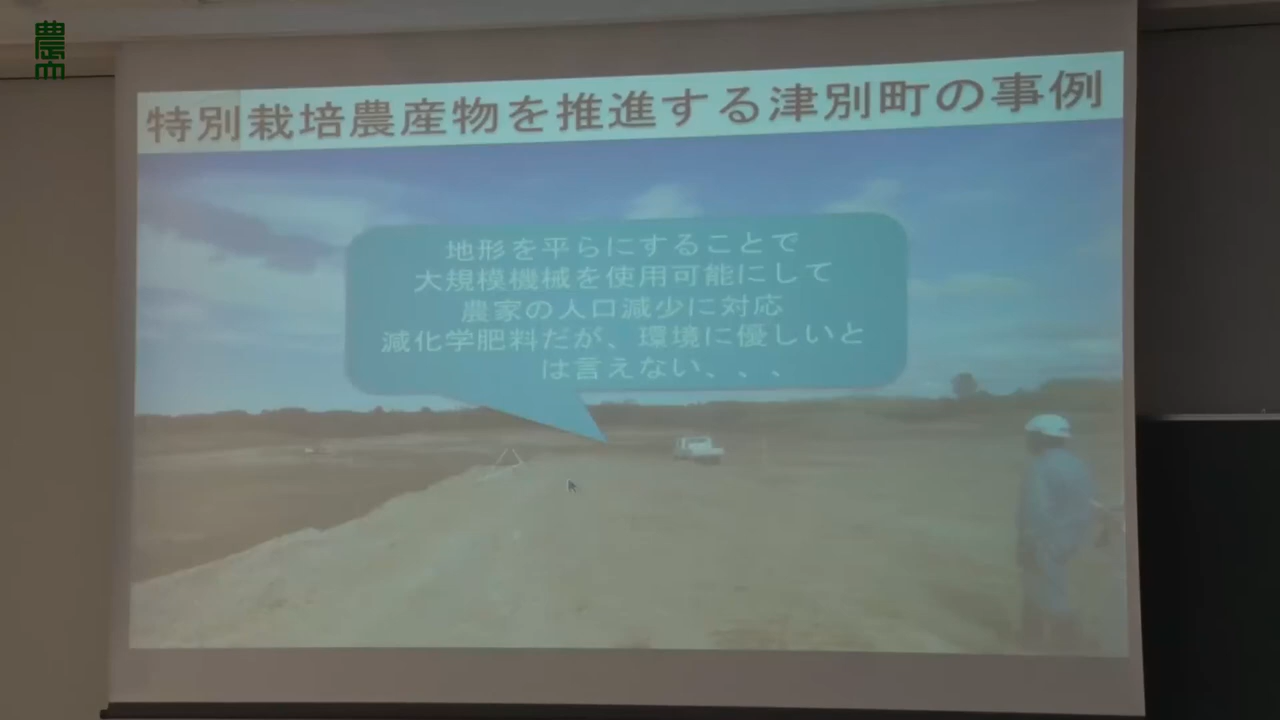 特別栽培農産物を推進する津別町の事例
地形を平らにすることで
大規模機械を使用可能にして
農家の人口減少に対応
減化学肥料だが、環境に優しいと
は言えない、、、